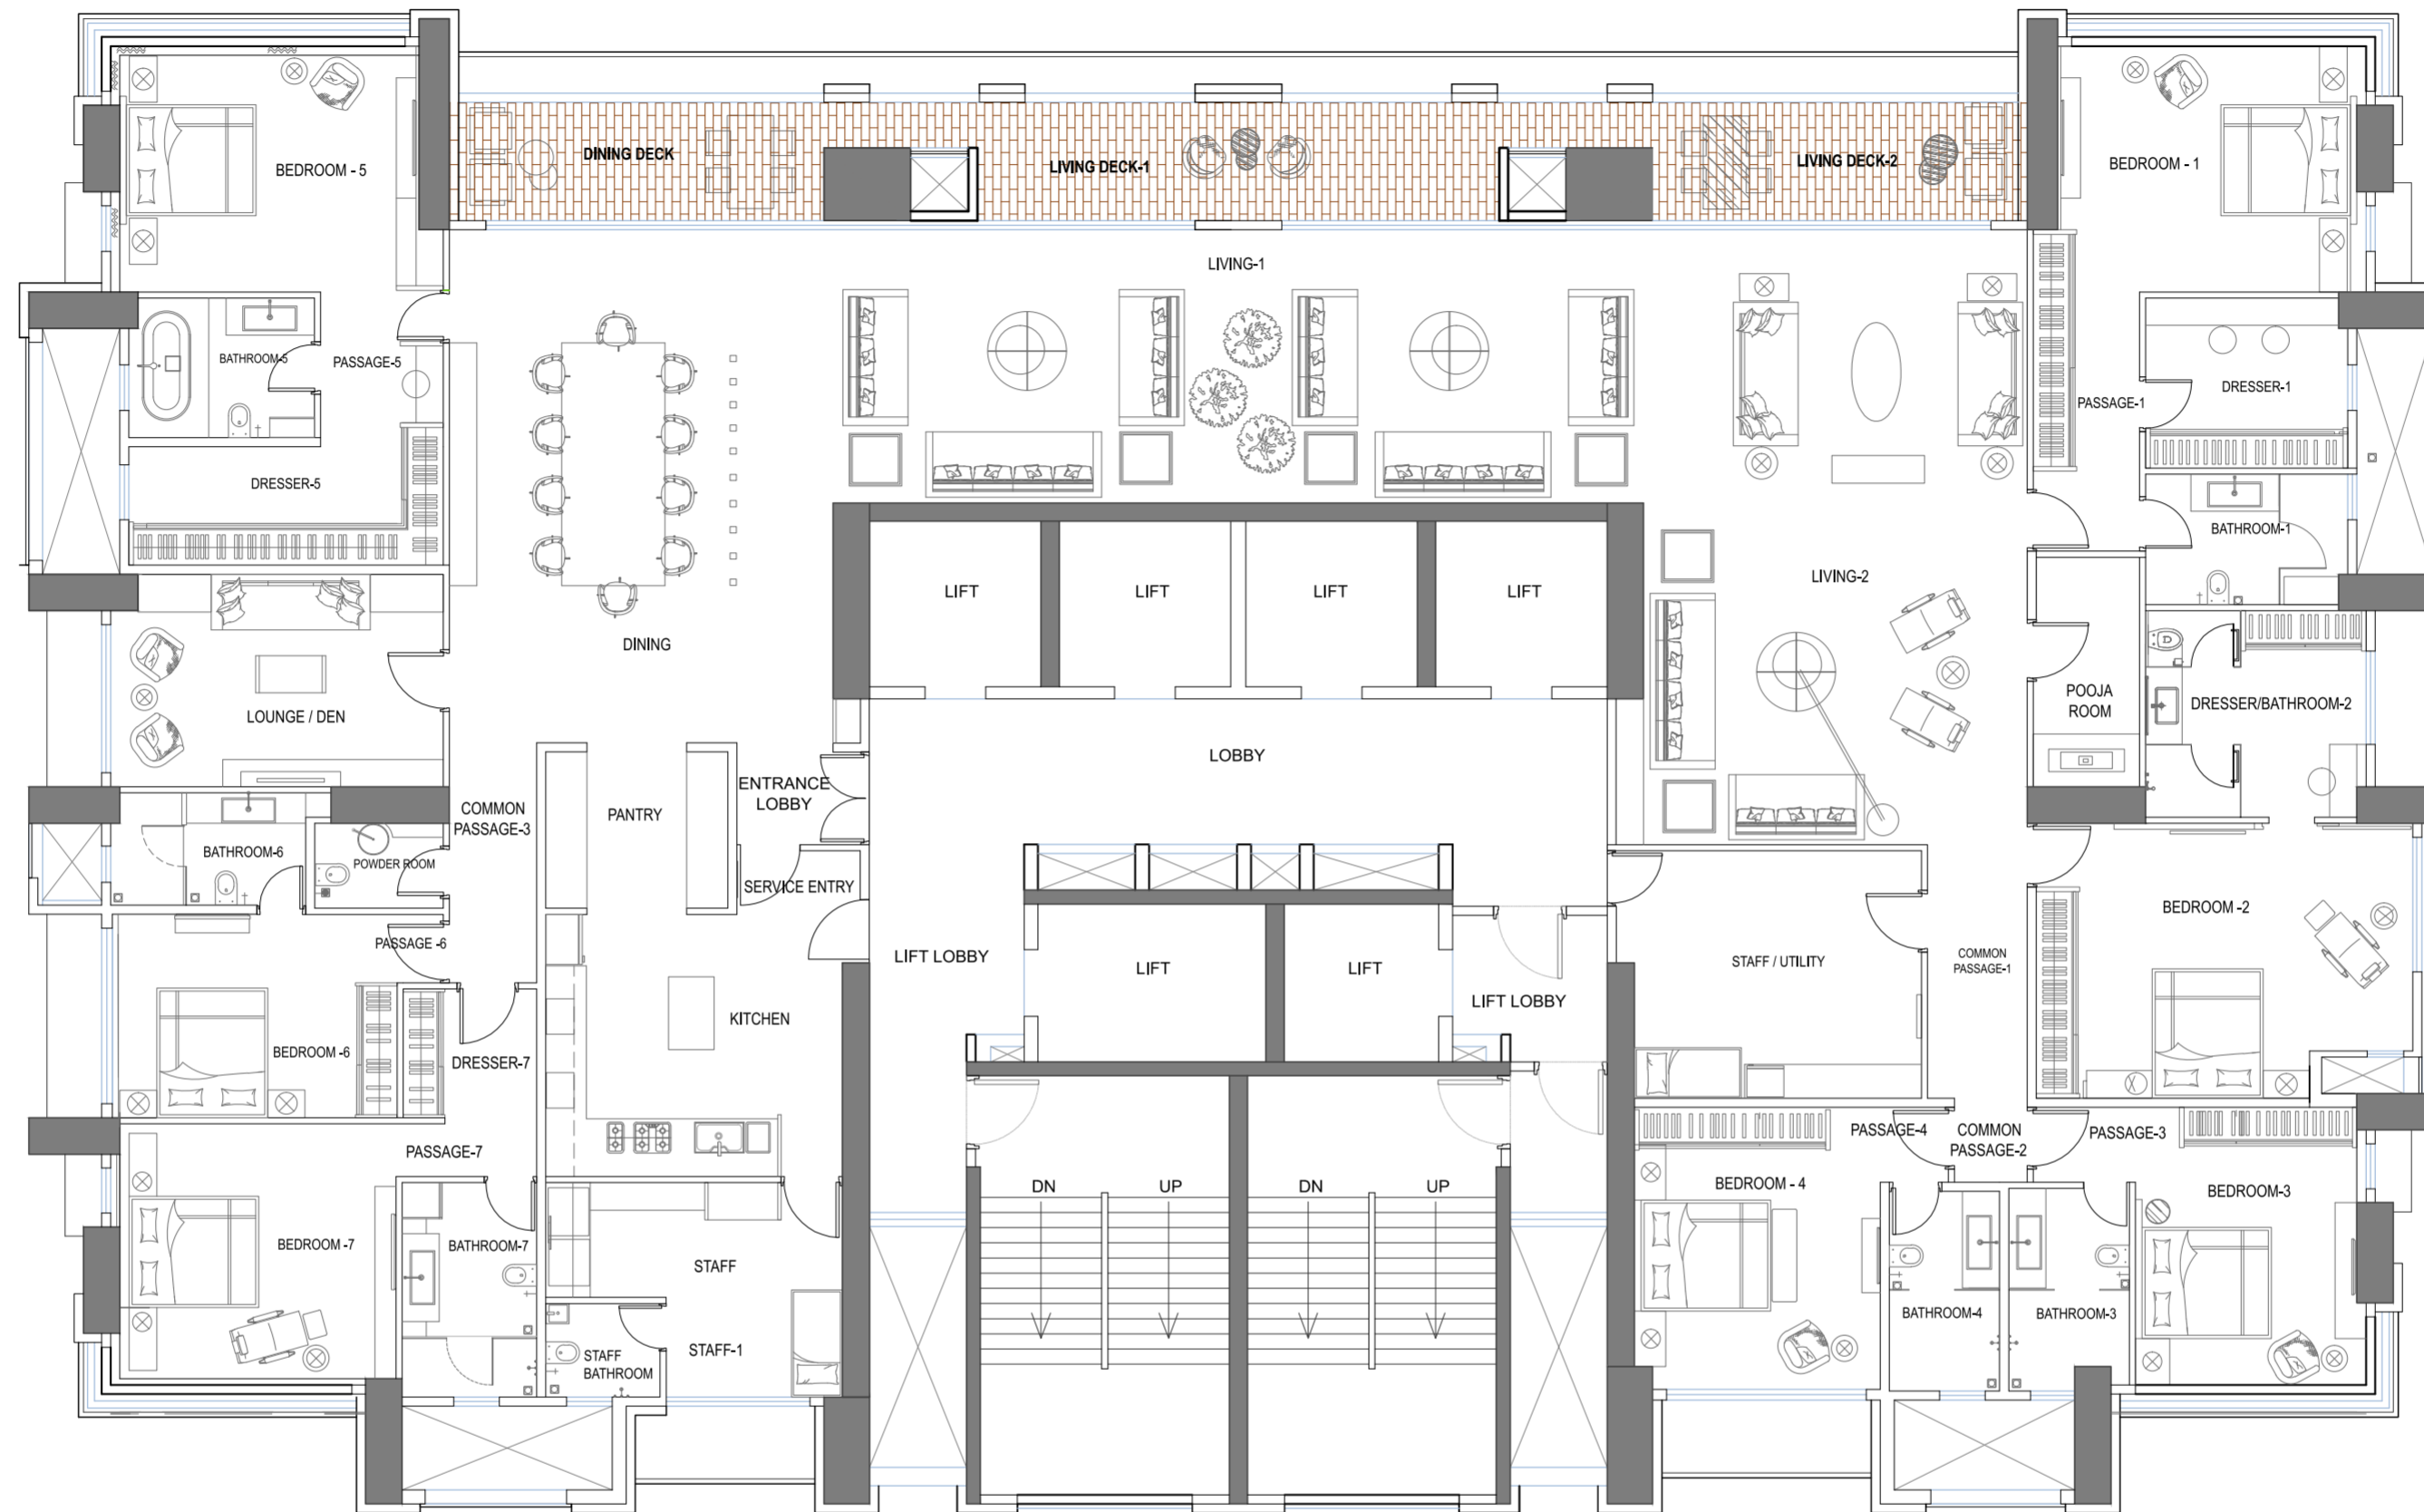 DINING DECK
LIVING DECK-1
LIVING DECK-2
BEDROOM - 5
BEDROOM - 1
LIVING-1
BATHROOM-5
PASSAGE-5
DRESSER-1
PASSAGE-1
DRESSER-5
BATHROOM-1
LIFT
LIFT
LIFT
LIFT
LIVING-2
DINING
LOUNGE / DEN
POOJA
ROOM
DRESSER/BATHROOM-2
LOBBY
ENTRANCE
LOBBY
COMMON
PASSAGE-3
PANTRY
BATHROOM-6
POWDER ROOM
SERVICE ENTRY
BEDROOM -2
PASSAGE -6
LIFT LOBBY
LIFT
LIFT
STAFF / UTILITY
COMMON
PASSAGE-1
LIFT LOBBY
KITCHEN
BEDROOM -6
DRESSER-7
PASSAGE-7
PASSAGE-4
COMMON
PASSAGE-2
PASSAGE-3
DN
UP
DN
UP
BEDROOM - 4
BEDROOM-3
BEDROOM -7
BATHROOM-7
STAFF
BATHROOM-4
BATHROOM-3
STAFF
BATHROOM
STAFF-1